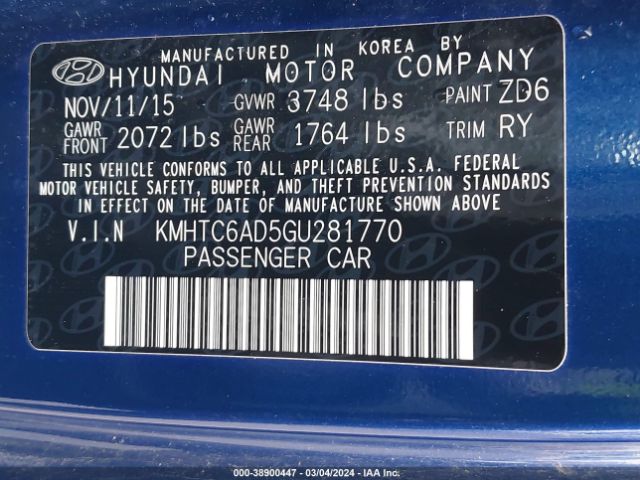 MANUFACTURED IN KOREA BY
HYUNDAI MOTOR COMPANY
NOV/11/15 GVWR 3748 lbs PAINT ZD6
GAWR FRONT 2072 lbs GAWR REAR 1764 lbs TRIM RY
THIS VEHICLE CONFORMS TO ALL APPLICABLE U.S.A. FEDERAL
MOTOR VEHICLE SAFETY, BUMPER, AND THEFT PREVENTION STANDARDS
IN EFFECT ON THE DATE OF MANUFACTURE SHOWN ABOVE
V.I.N KMHTC6AD5GU281770
PASSENGER CAR
000-38900447 - 03/04/2024 - IAA Inc.